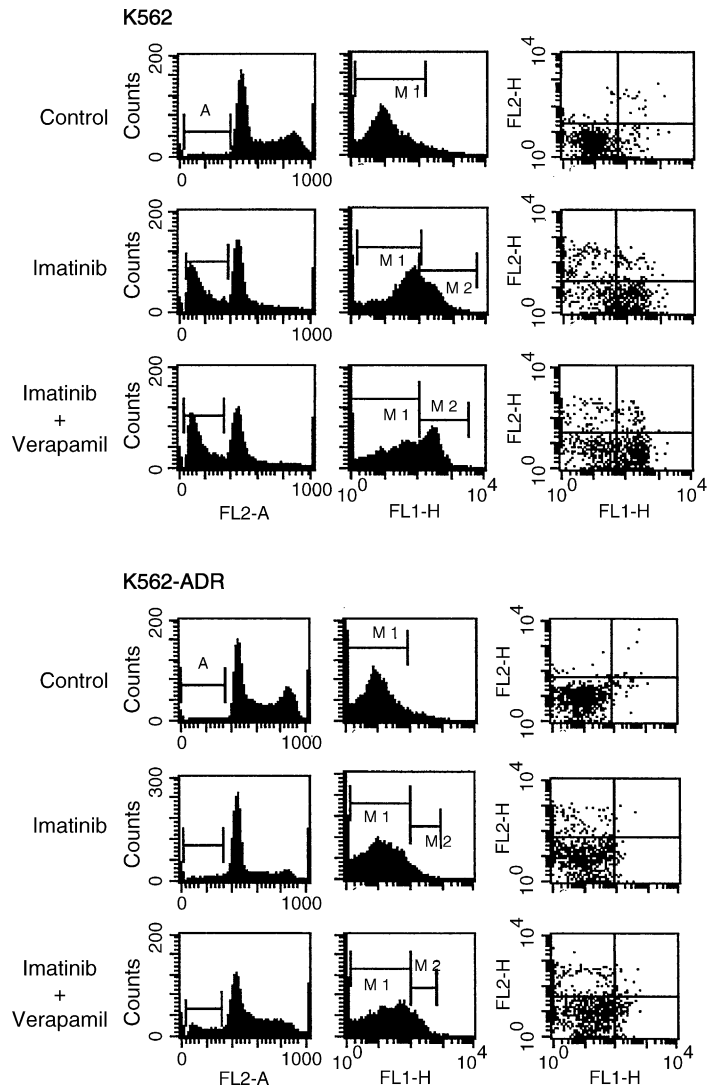 K562
Control
Counts
200
0
A
0
1000
M 1
FL2-H
10^4
10^0
Imatinib
Counts
200
0
0
1000
M 1
M 2
FL2-H
10^4
10^0
Imatinib
+
Verapamil
Counts
200
0
0
1000
FL2-A
M 1
M 2
10^0
10^4
FL1-H
FL2-H
10^4
10^0
10^0
10^4
FL1-H
K562-ADR
Control
Counts
200
0
A
0
1000
M 1
FL2-H
10^4
10^0
Imatinib
Counts
300
0
0
1000
M 1
M 2
FL2-H
10^4
10^0
Imatinib
+
Verapamil
Counts
200
0
0
1000
FL2-A
M 1
M 2
10^0
10^4
FL1-H
FL2-H
10^4
10^0
10^0
10^4
FL1-H